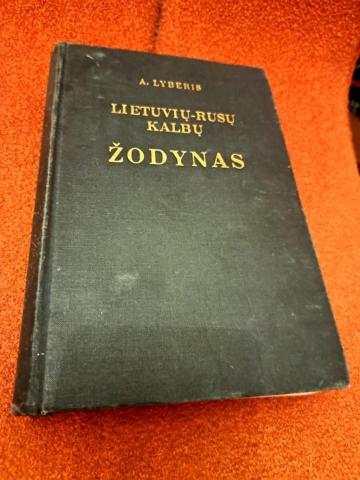 A. LYBERIS
LIETUVIŲ-RUSŲ
KALBŲ
ŽODYNAS